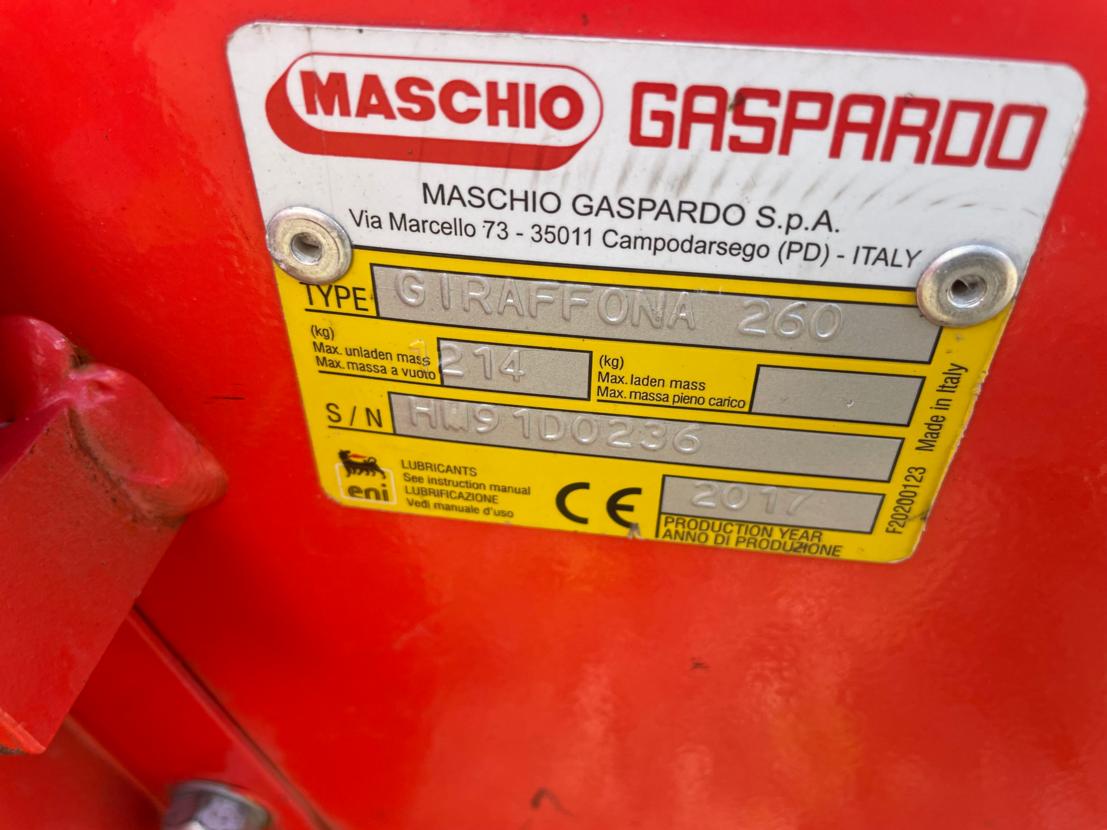 MASCHIO GASPARDO
MASCHIO GASPARDO S.p.A.
Via Marcello 73 - 35011 Campodarsego (PD) - ITALY
TYPE GIRAFFONA 260
(kg)
Max. unladen mass
Max. massa a vuoto
1214
(kg)
Max. laden mass
Max. massa pieno carico
S/N HM91D0236
eni
LUBRICANTS
See instruction manual
LUBRIFICAZIONE
Vedi manuale d'uso
CE
2017
PRODUCTION YEAR
ANNO DI PRODUZIONE
F20200123 Made in Italy